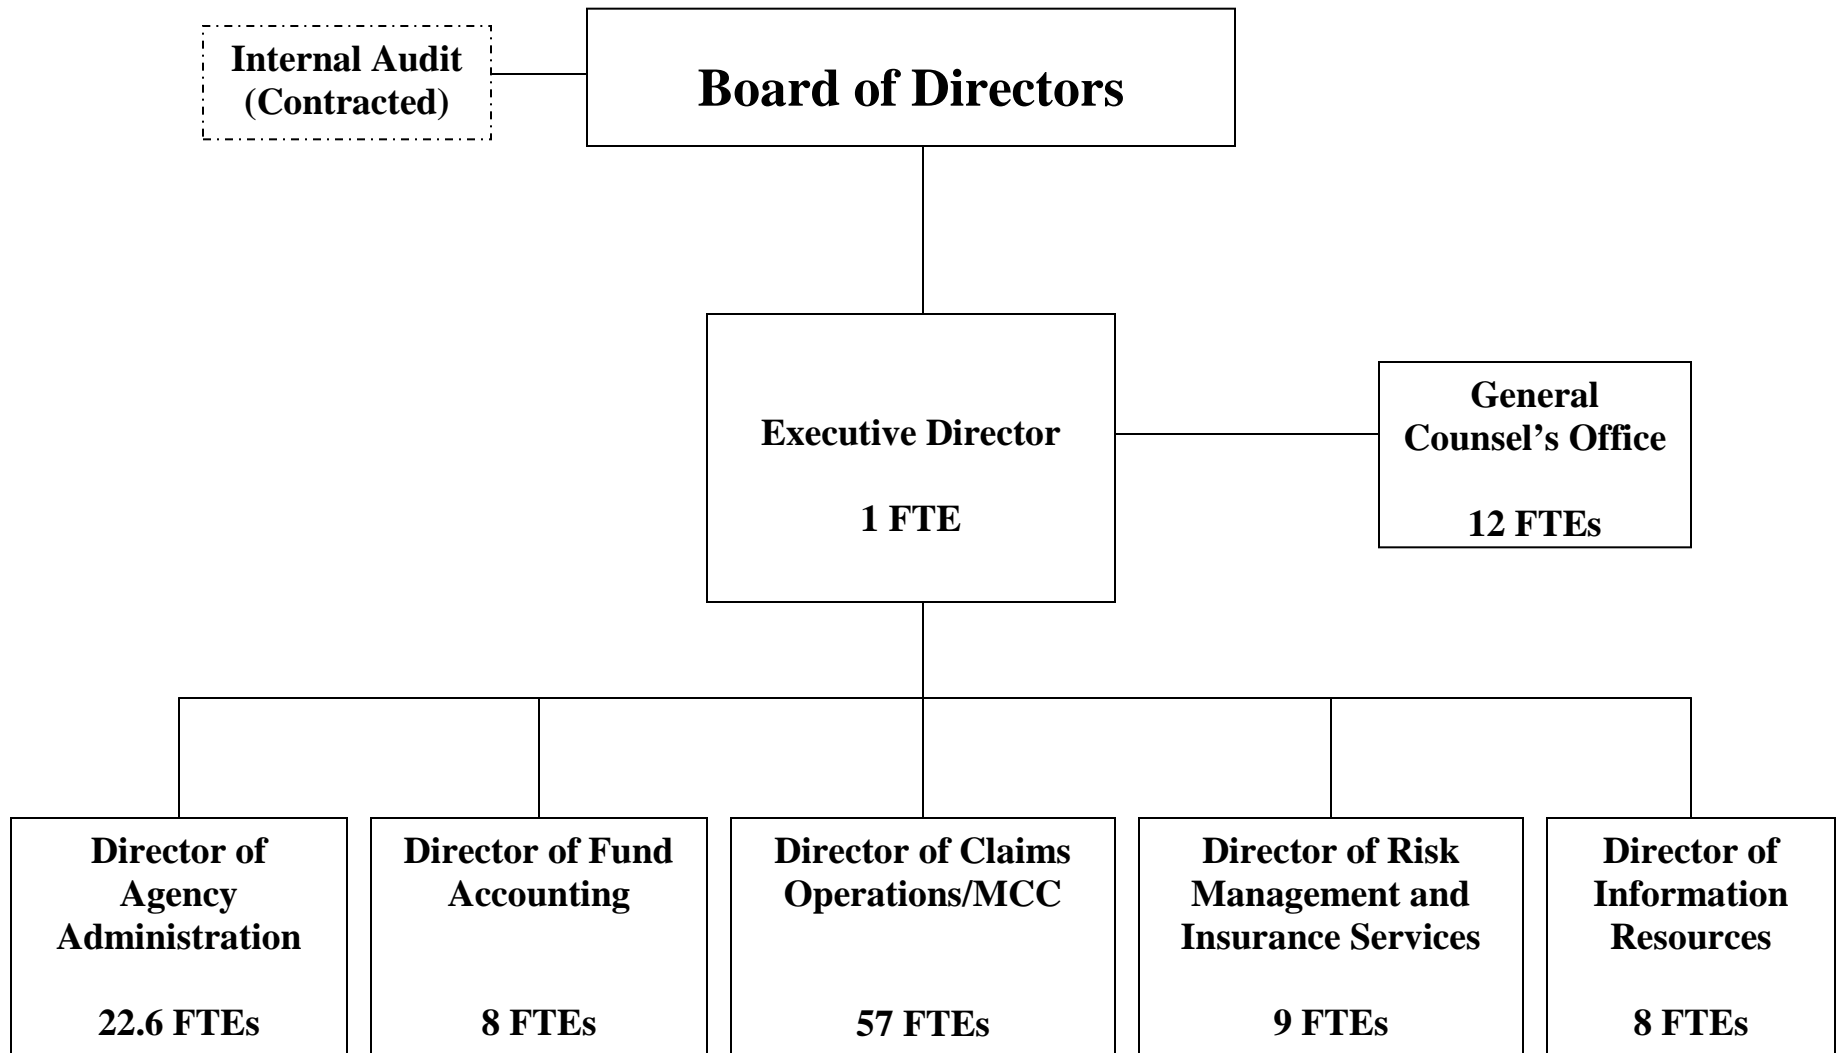 Internal Audit
(Contracted)
Board of Directors
Executive Director
1 FTE
General
Counsel’s Office
12 FTEs
Director of
Agency
Administration
22.6 FTEs
Director of Fund
Accounting
8 FTEs
Director of Claims
Operations/MCC
57 FTEs
Director of Risk
Management and
Insurance Services
9 FTEs
Director of
Information
Resources
8 FTEs